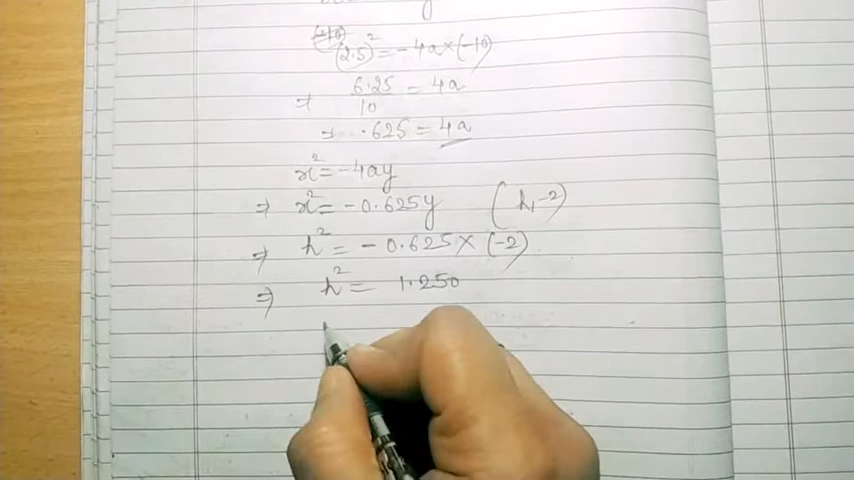 (2.5)² = -4a×(-10)
⇒ 6.25/10 = 4a
⇒ .625 = 4a
x² = -4ay
⇒ x² = -0.625y (h, -2)
⇒ h² = -0.625×(-2)
⇒ h² = 1.250